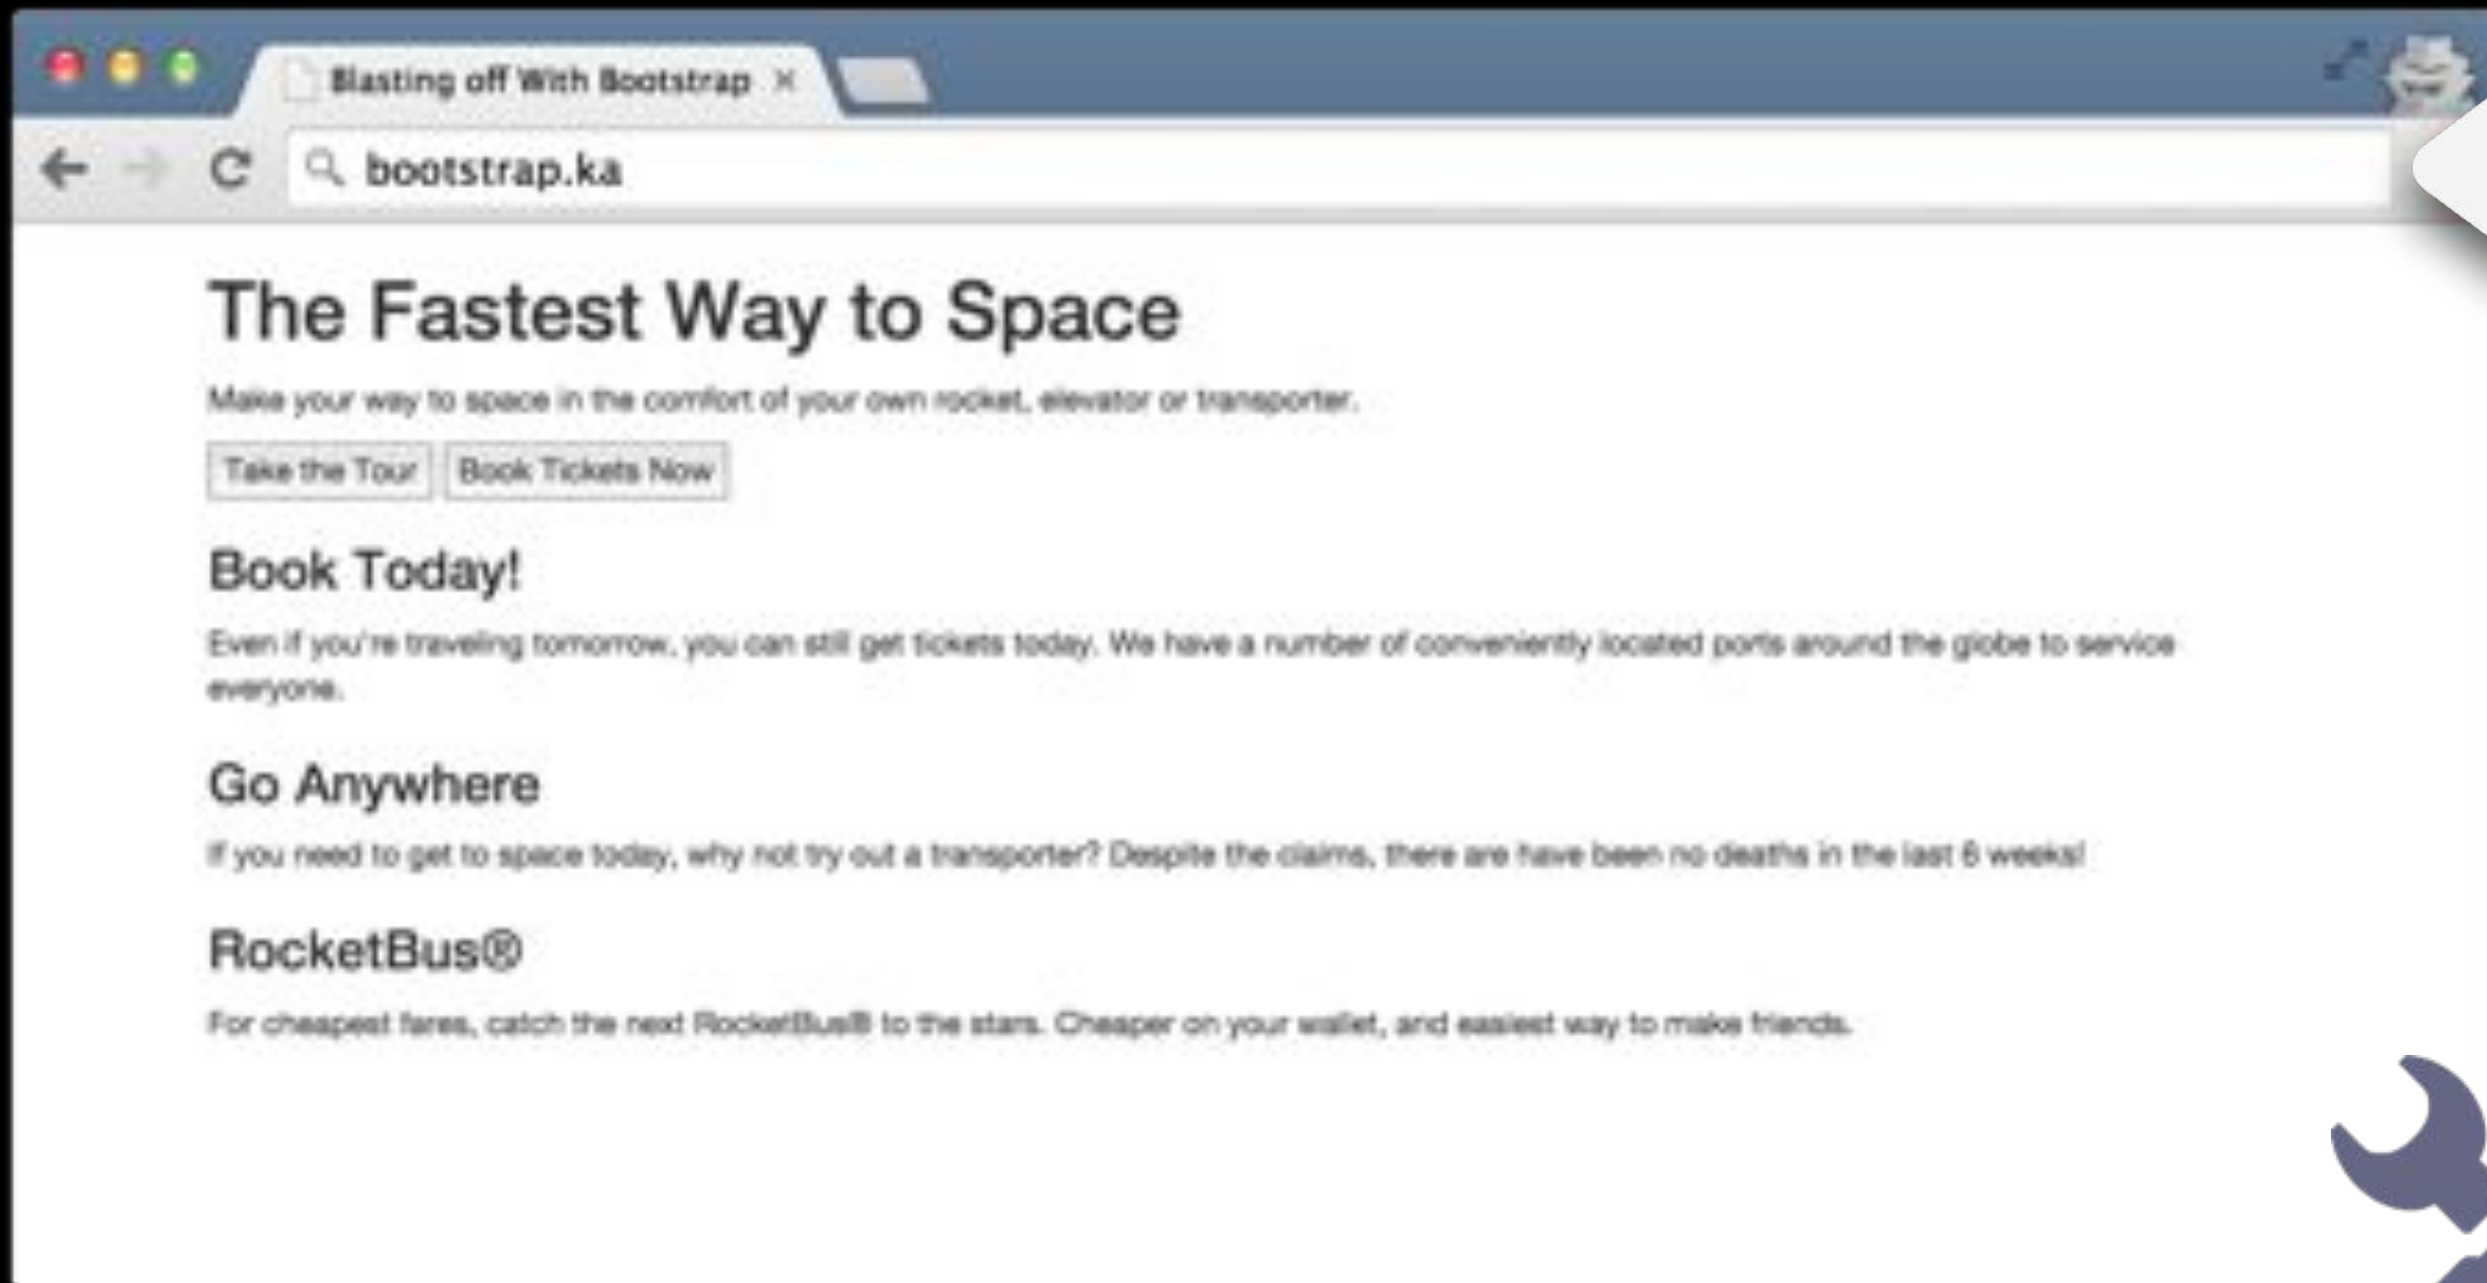 Blasting off With Bootstrap
bootstrap.ka
The Fastest Way to Space
Make your way to space in the comfort of your own rocket, elevator or transporter.
Take the Tour Book Tickets Now
Book Today!
Even if you're traveling tomorrow, you can still get tickets today. We have a number of conveniently located ports around the globe to service
everyone.
Go Anywhere
If you need to get to space today, why not try out a transporter? Despite the claims, there are have been no deaths in the last 6 weeks!
RocketBus®
For cheapest fares, catch the next RocketBus® to the stars. Cheaper on your wallet, and easiest way to make friends.